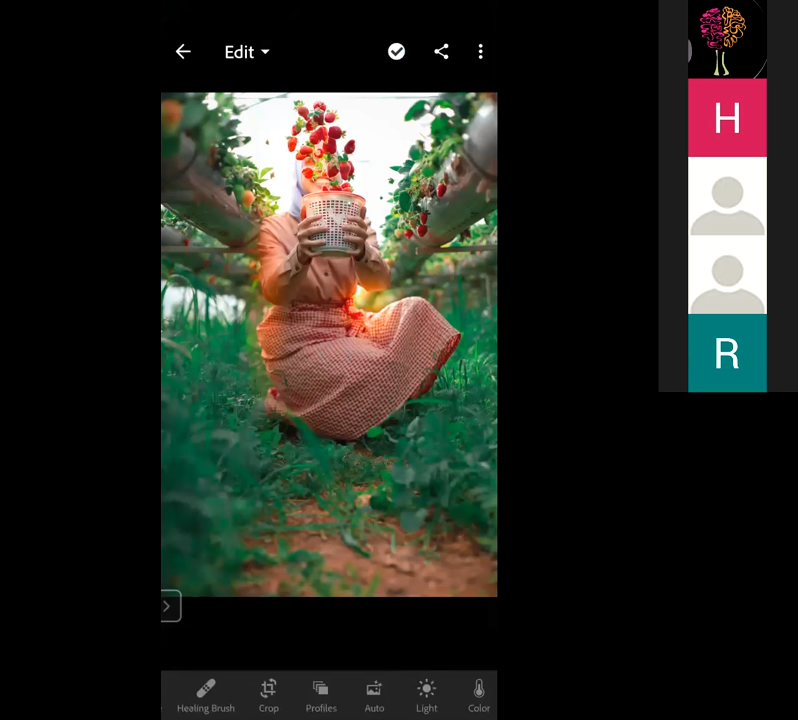 Edit
H
R
Healing Brush
Crop
Profiles
Auto
Light
Color